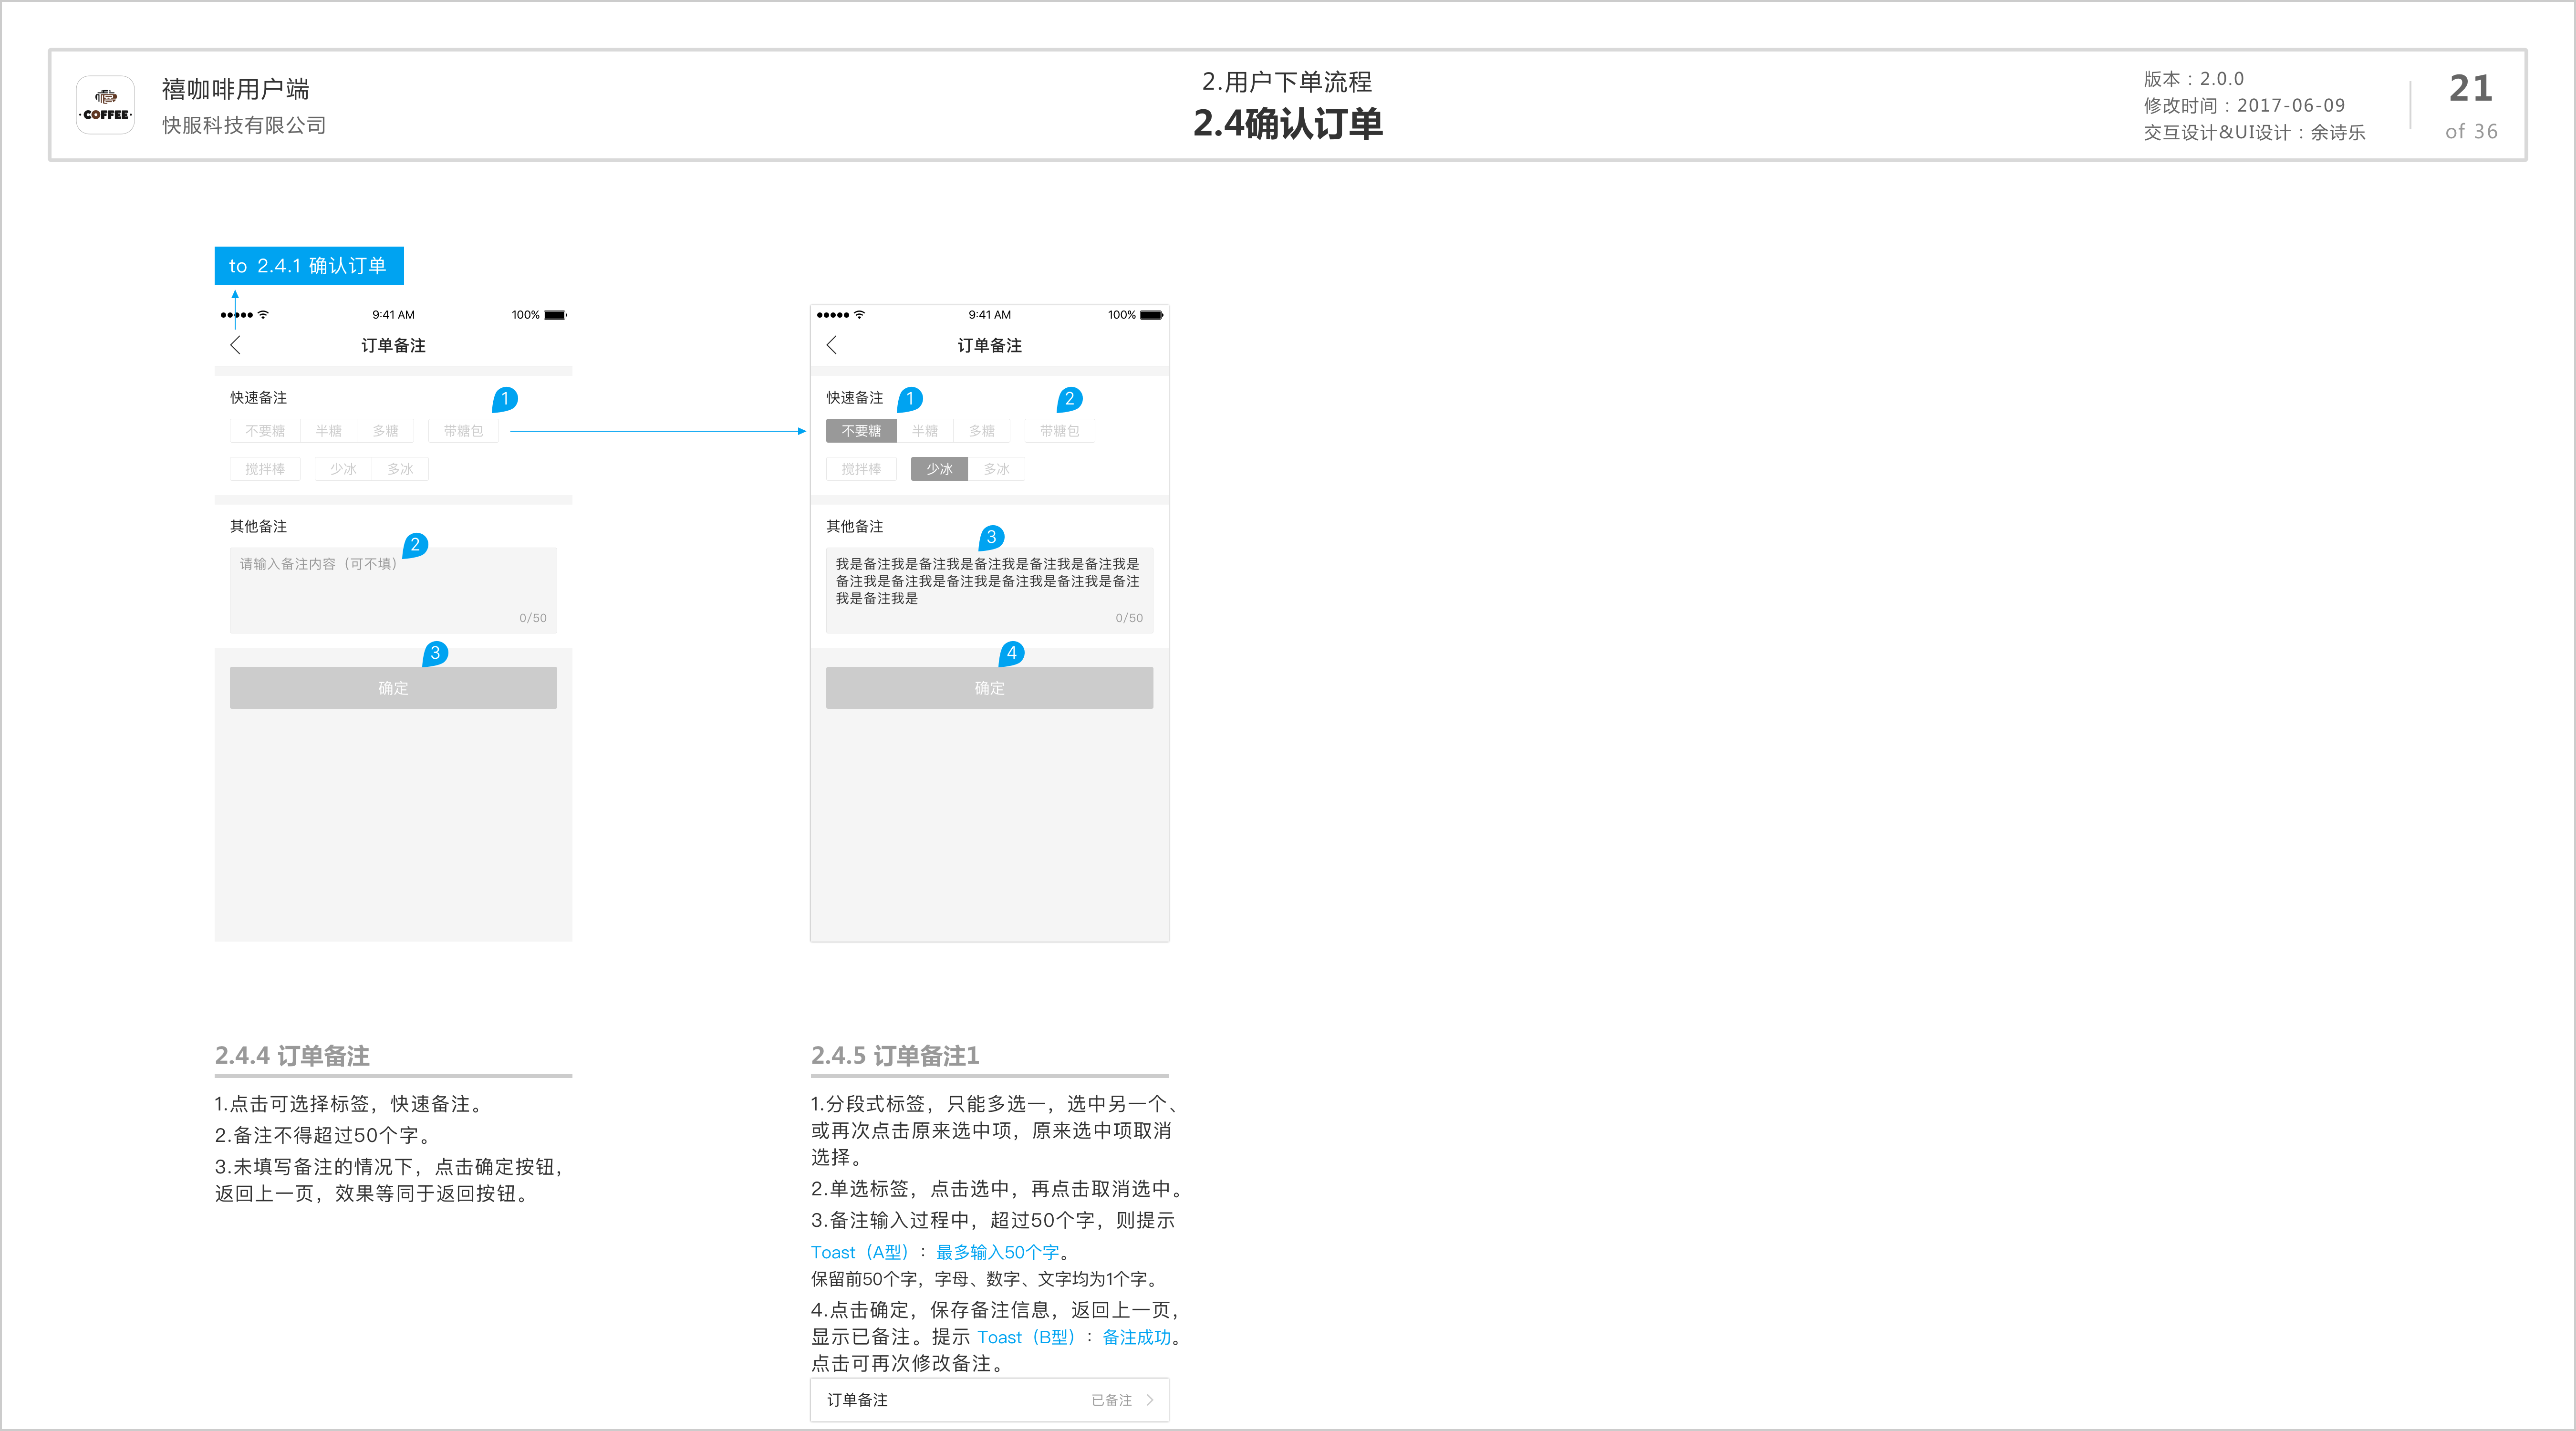 COFFEE
禧咖啡用户端
快服科技有限公司
2.用户下单流程
2.4确认订单
版本：2.0.0
修改时间：2017-06-09
交互设计&UI设计：余诗乐
21
of 36
to 2.4.1 确认订单
9:41 AM
100%
订单备注
快速备注
1
不要糖
半糖
多糖
带糖包
搅拌棒
少冰
多冰
其他备注
2
请输入备注内容（可不填）
0/50
3
确定
9:41 AM
100%
订单备注
快速备注
1
2
不要糖
半糖
多糖
带糖包
搅拌棒
少冰
多冰
其他备注
3
我是备注我是备注我是备注我是备注我是备注我是
备注我是备注我是备注我是备注我是备注我是备注
我是备注我是
0/50
4
确定
2.4.4 订单备注
1.点击可选择标签，快速备注。
2.备注不得超过50个字。
3.未填写备注的情况下，点击确定按钮，
返回上一页，效果等同于返回按钮。
2.4.5 订单备注1
1.分段式标签，只能多选一，选中另一个、
或再次点击原来选中项，原来选中项取消
选择。
2.单选标签，点击选中，再点击取消选中。
3.备注输入过程中，超过50个字，则提示
Toast（A型）：最多输入50个字。
保留前50个字，字母、数字、文字均为1个字。
4.点击确定，保存备注信息，返回上一页，
显示已备注。提示 Toast（B型）：备注成功。
点击可再次修改备注。
订单备注
已备注